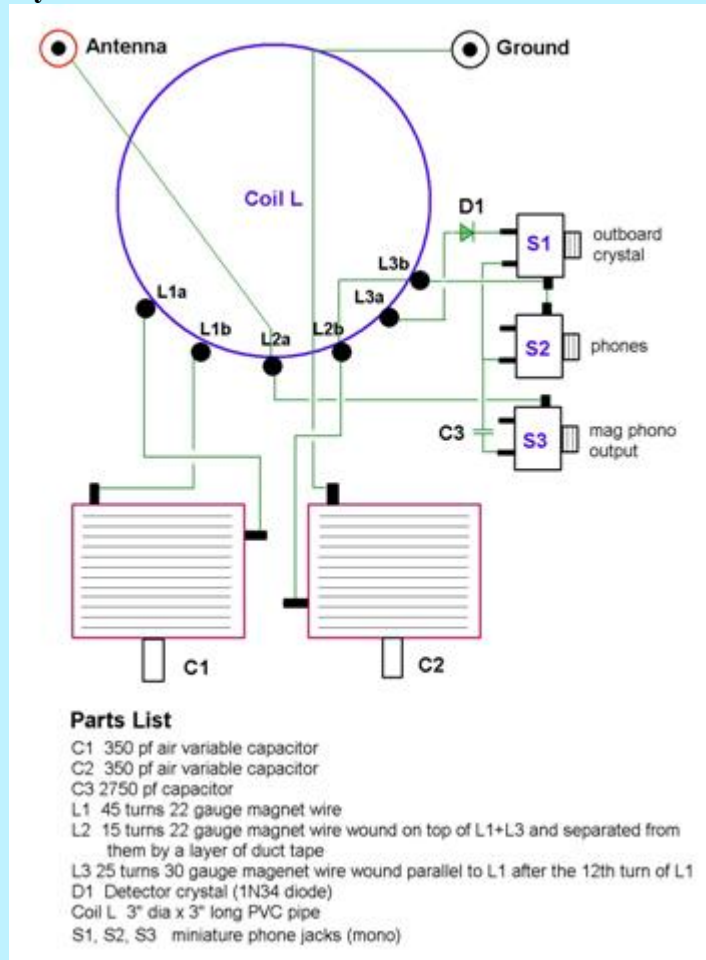 Antenna
Ground
Coil L
D1
S1
outboard
crystal
L3b
L1a
L3a
L1b
L2a
L2b
S2
phones
C3
S3
mag phono
output
C1
C2
Parts List
C1 350 pf air variable capacitor
C2 350 pf air variable capacitor
C3 2750 pf capacitor
L1 45 turns 22 gauge magnet wire
L2 15 turns 22 gauge magnet wire wound on top of L1+L3 and separated from
them by a layer of duct tape
L3 25 turns 30 gauge magenet wire wound parallel to L1 after the 12th turn of L1
D1 Detector crystal (1N34 diode)
Coil L 3" dia x 3" long PVC pipe
S1, S2, S3 miniature phone jacks (mono)